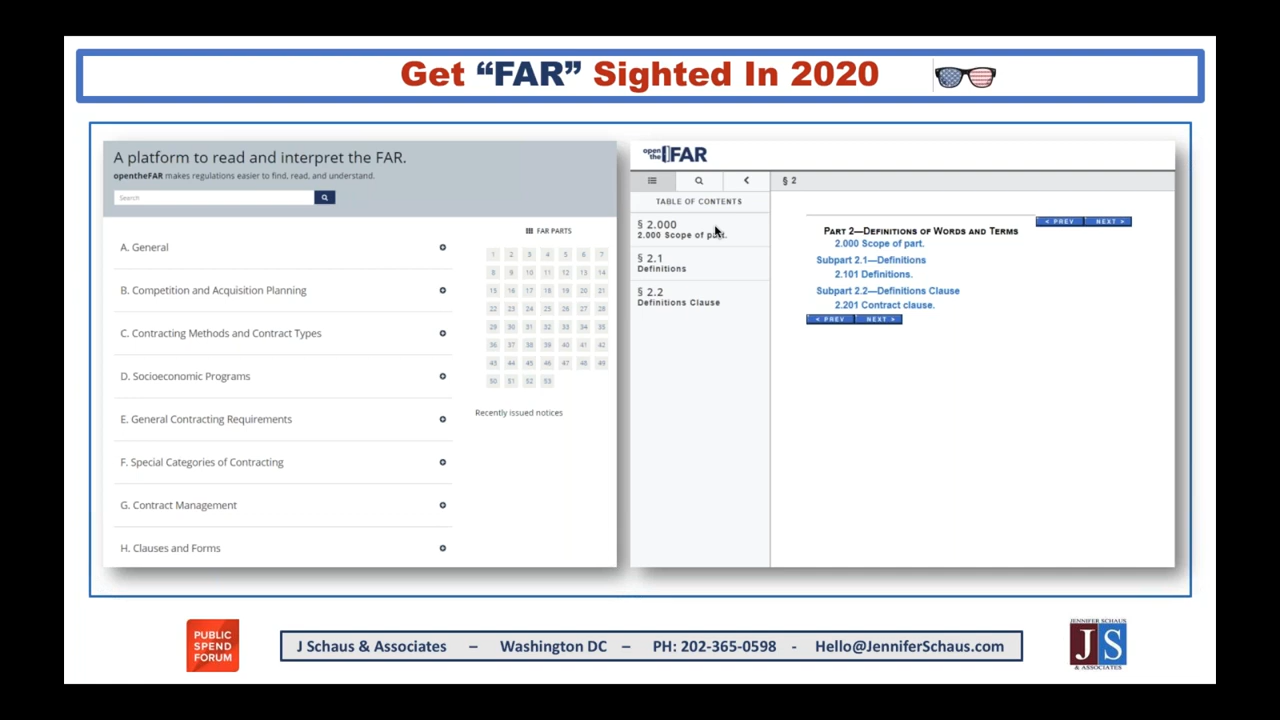 Get “FAR” Sighted In 2020
A platform to read and interpret the FAR.
opentheFAR makes regulations easier to find, read, and understand.
Search
A. General
B. Competition and Acquisition Planning
C. Contracting Methods and Contract Types
D. Socioeconomic Programs
E. General Contracting Requirements
F. Special Categories of Contracting
G. Contract Management
H. Clauses and Forms
FAR PARTS
1 2 3 4 5 6 7
8 9 10 11 12 13 14
15 16 17 18 19 20 21
22 23 24 25 26 27 28
29 30 31 32 33 34 35
36 37 38 39 40 41 42
43 44 45 46 47 48 49
50 51 52 53
Recently issued notices
open the FAR
§ 2
TABLE OF CONTENTS
§ 2.000
2.000 Scope of part.
§ 2.1
Definitions
§ 2.2
Definitions Clause
< PREV NEXT >
Part 2—Definitions of Words and Terms
2.000 Scope of part.
Subpart 2.1—Definitions
2.101 Definitions.
Subpart 2.2—Definitions Clause
2.201 Contract clause.
< PREV NEXT >
PUBLIC
SPEND
FORUM
J Schaus & Associates – Washington DC – PH: 202-365-0598 - Hello@JenniferSchaus.com
JENNIFER SCHAUS
JS
& ASSOCIATES